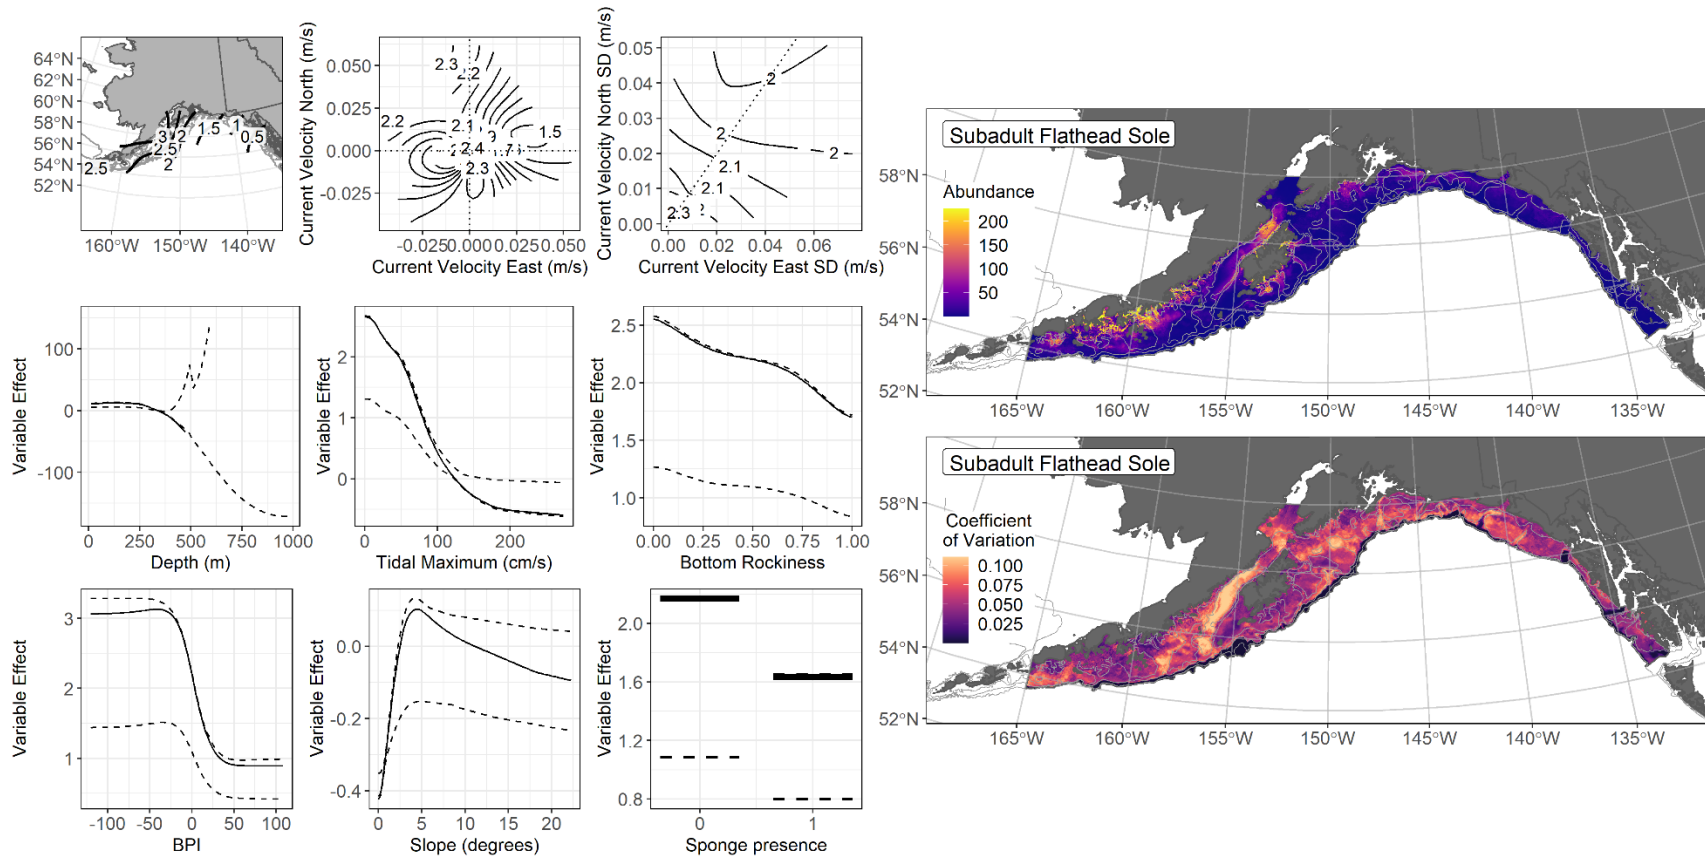 64°N
62°N
60°N
58°N
56°N
54°N
52°N
3
2
1.5
1
0.5
2.5
2.5
2
160°W
150°W
140°W
Current Velocity North (m/s)
0.050
0.025
0.000
-0.025
2.3
2.2
2.2
2.1
1.5
2.4
2.3
-0.025
0.000
0.025
0.050
Current Velocity East (m/s)
Current Velocity North SD (m/s)
0.05
0.04
0.03
0.02
0.01
0.00
2
2
2
2.1
2.1
2.3
0.00
0.02
0.04
0.06
Current Velocity East SD (m/s)
Variable Effect
100
0
-100
0
250
500
750
1000
Depth (m)
Variable Effect
2
1
0
0
100
200
Tidal Maximum (cm/s)
Variable Effect
2.5
2.0
1.5
1.0
0.00
0.25
0.50
0.75
1.00
Bottom Rockiness
Variable Effect
3
2
1
-100
-50
0
50
100
BPI
Variable Effect
0.0
-0.2
-0.4
0
5
10
15
20
Slope (degrees)
Variable Effect
2.0
1.6
1.2
0.8
0
1
Sponge presence
Subadult Flathead Sole
Abundance
200
150
100
50
58°N
56°N
54°N
52°N
165°W
160°W
155°W
150°W
145°W
140°W
135°W
Subadult Flathead Sole
Coefficient
of Variation
0.100
0.075
0.050
0.025
58°N
56°N
54°N
52°N
165°W
160°W
155°W
150°W
145°W
140°W
135°W